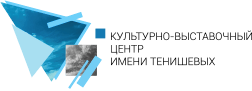 КУЛЬТУРНО-ВЫСТАВОЧНЫЙ
ЦЕНТР
ИМЕНИ ТЕНИШЕВЫХ